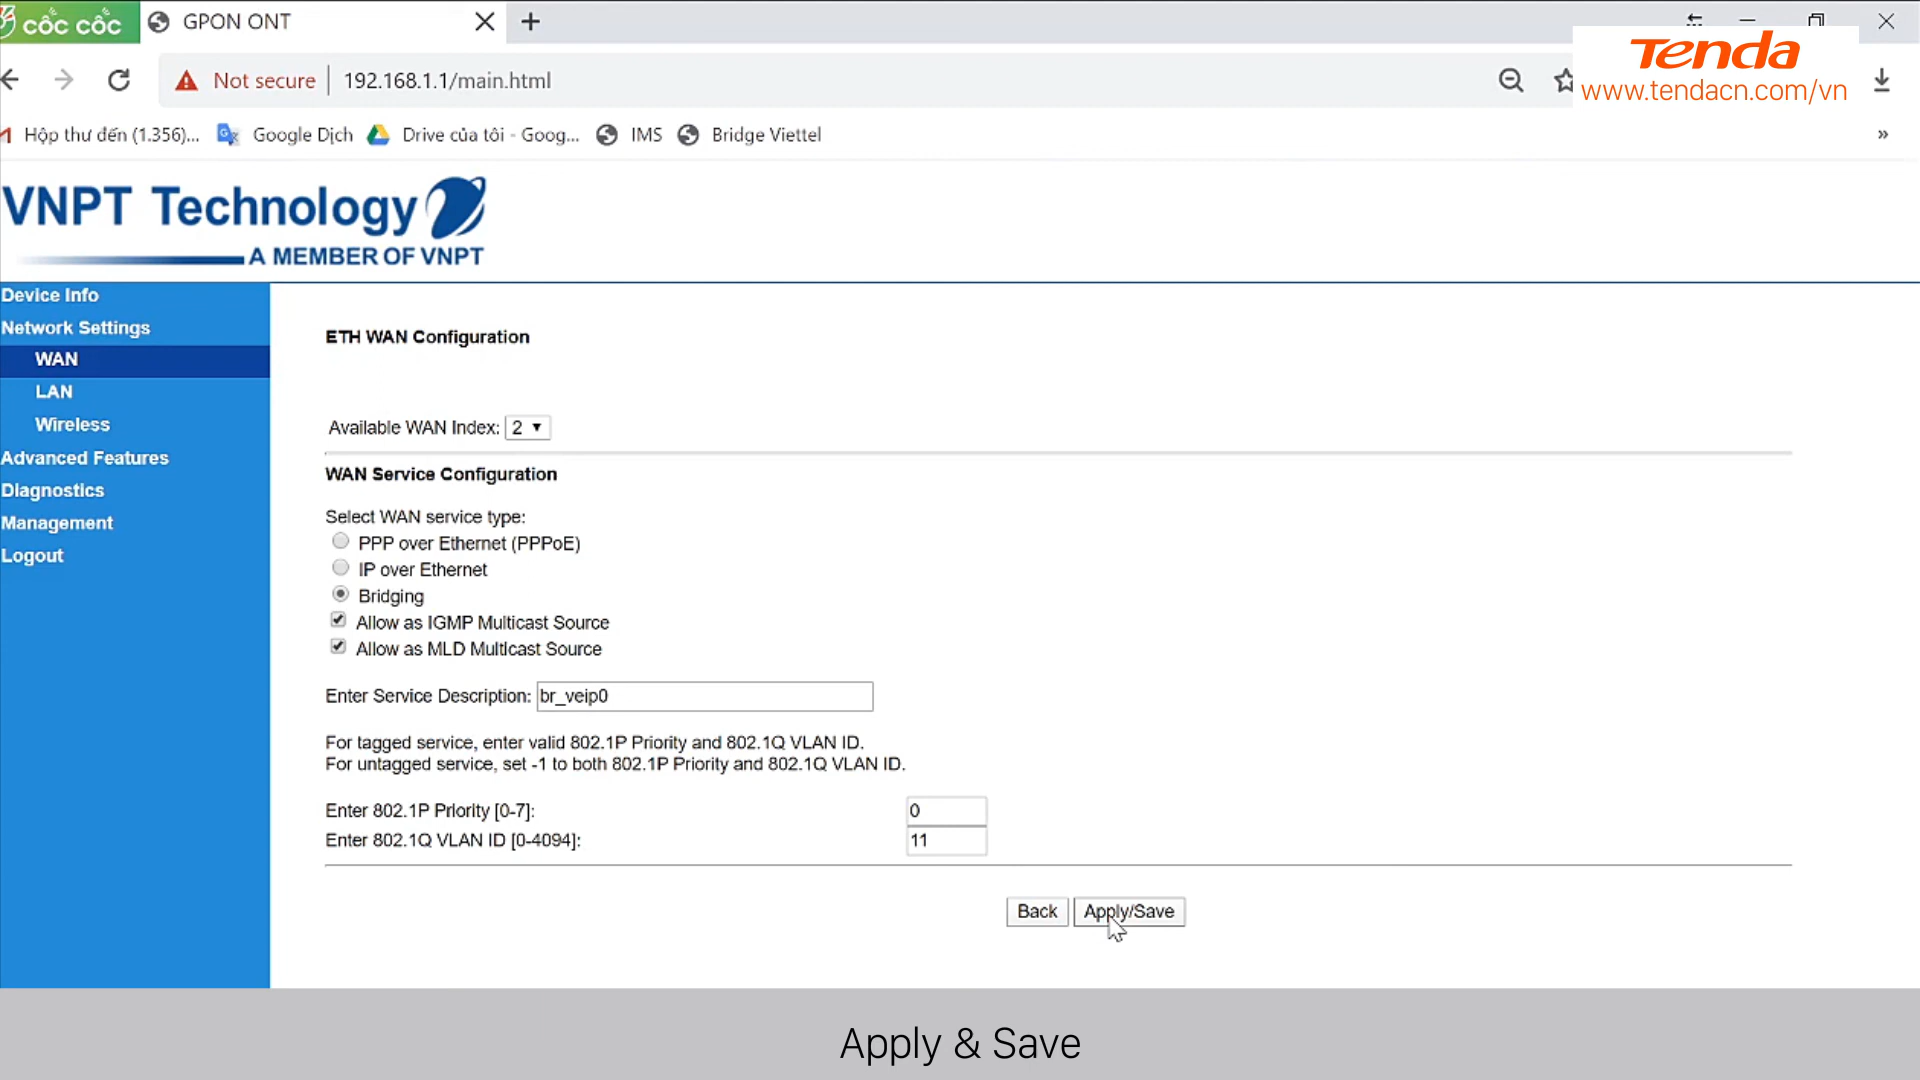 cốc cốc
GPON ONT
Tenda
www.tendacn.com/vn
Not secure
192.168.1.1/main.html
Hộp thư đến (1.356)...
Google Dịch
Drive của tôi - Goog...
IMS
Bridge Viettel
»
VNPT Technology
A MEMBER OF VNPT
Device Info
Network Settings
WAN
LAN
Wireless
Advanced Features
Diagnostics
Management
Logout
ETH WAN Configuration
Available WAN Index: 2
WAN Service Configuration
Select WAN service type:
PPP over Ethernet (PPPoE)
IP over Ethernet
Bridging
Allow as IGMP Multicast Source
Allow as MLD Multicast Source
Enter Service Description: br_veip0
For tagged service, enter valid 802.1P Priority and 802.1Q VLAN ID.
For untagged service, set -1 to both 802.1P Priority and 802.1Q VLAN ID.
Enter 802.1P Priority [0-7]: 0
Enter 802.1Q VLAN ID [0-4094]: 11
Back Apply/Save
Apply & Save